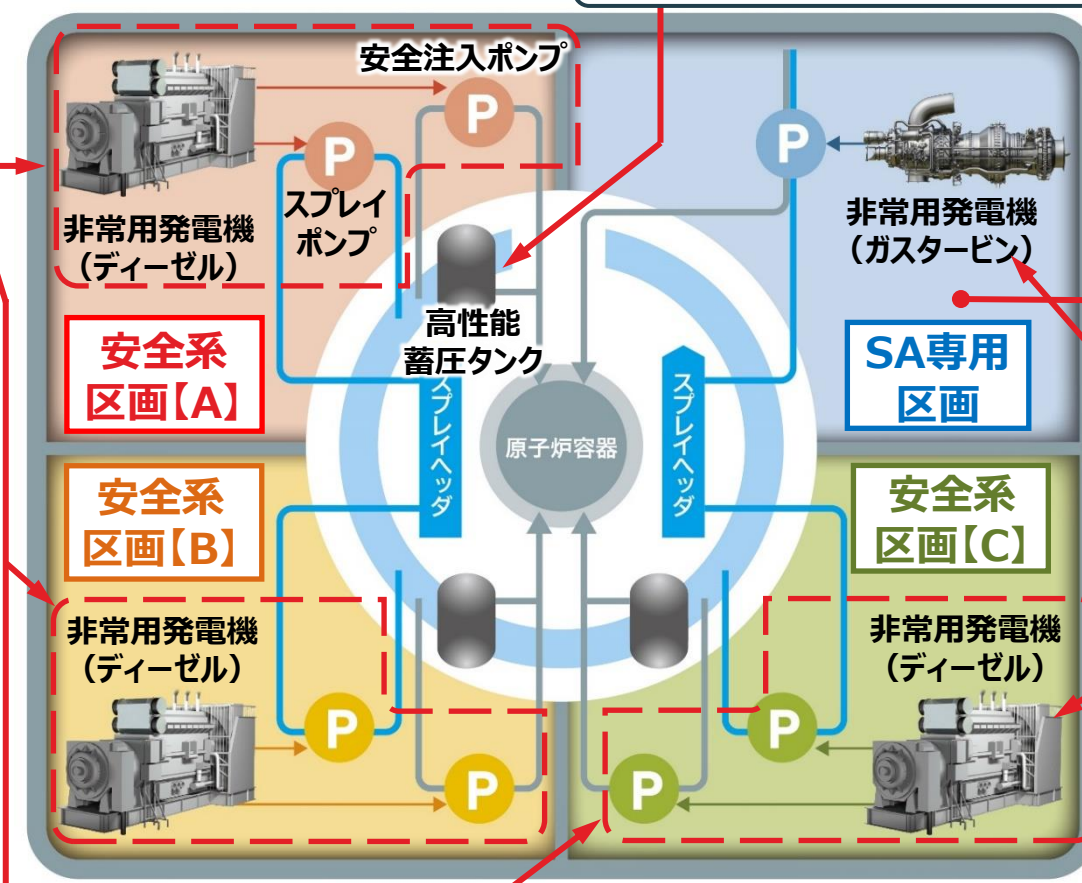 安全注入ポンプ
P
P
スプレイ
ポンプ
非常用発電機
（ディーゼル）
高性能
蓄圧タンク
安全系
区画【A】
P
非常用発電機
（ガスタービン）
SA専用
区画
スプレイヘッダ
原子炉容器
スプレイヘッダ
安全系
区画【B】
非常用発電機
（ディーゼル）
P
P
安全系
区画【C】
非常用発電機
（ディーゼル）
P
P